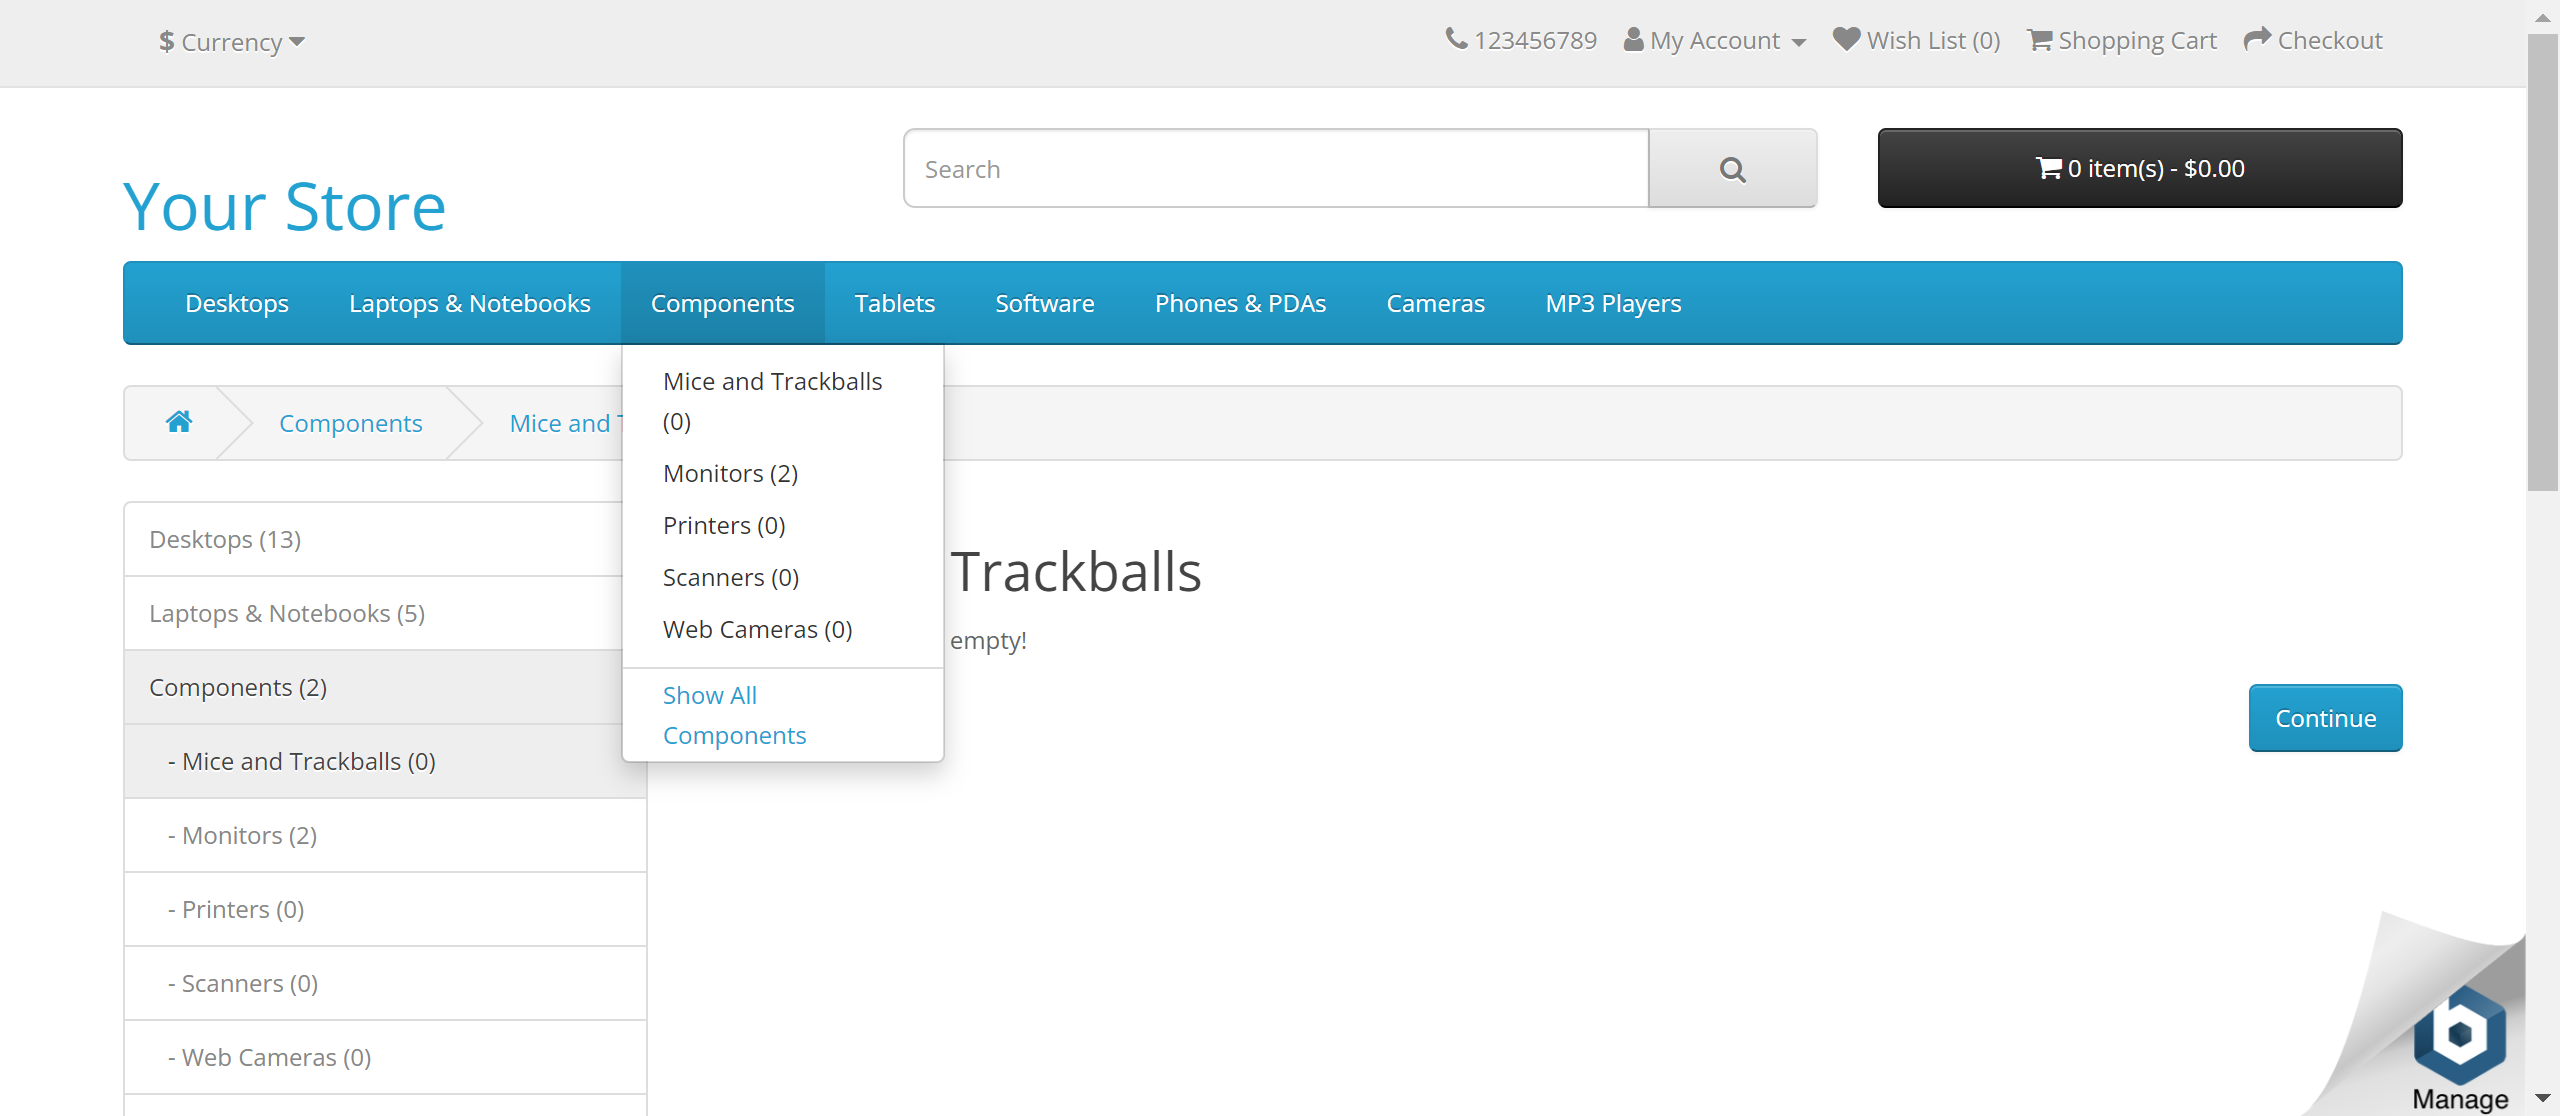 $ Currency
123456789 My Account Wish List (0) Shopping Cart Checkout
Search
0 item(s) - $0.00
Your Store
Desktops Laptops & Notebooks Components Tablets Software Phones & PDAs Cameras MP3 Players
Mice and Trackballs
(0)
Monitors (2)
Printers (0)
Scanners (0)
Web Cameras (0)
Show All
Components
Components Mice and
Desktops (13)
Laptops & Notebooks (5)
Components (2)
- Mice and Trackballs (0)
- Monitors (2)
- Printers (0)
- Scanners (0)
- Web Cameras (0)
Trackballs
empty!
Continue
b
Manage